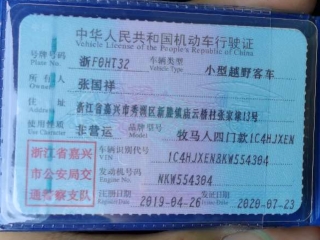 中华人民共和国机动车行驶证
Vehicle License of the People's Republic of China
号牌号码 浙F0HT32 车辆类型 小型越野客车
Plate No. Vehicle Type
所有人 张国祥
Owner
住址 浙江省嘉兴市秀洲区新塍镇庙云桥村张家埭13号
Address
使用性质 非营运 品牌型号 牧马人四门款1C4HJXEN
Use Character Model
浙江省嘉兴
市公安局交
通警察支队
车辆识别代号 1C4HJXEN8KW554304
VIN
发动机号码 NKW554304
Engine No.
注册日期 2019-04-26 发证日期 2020-07-23
Register Date Issue Date